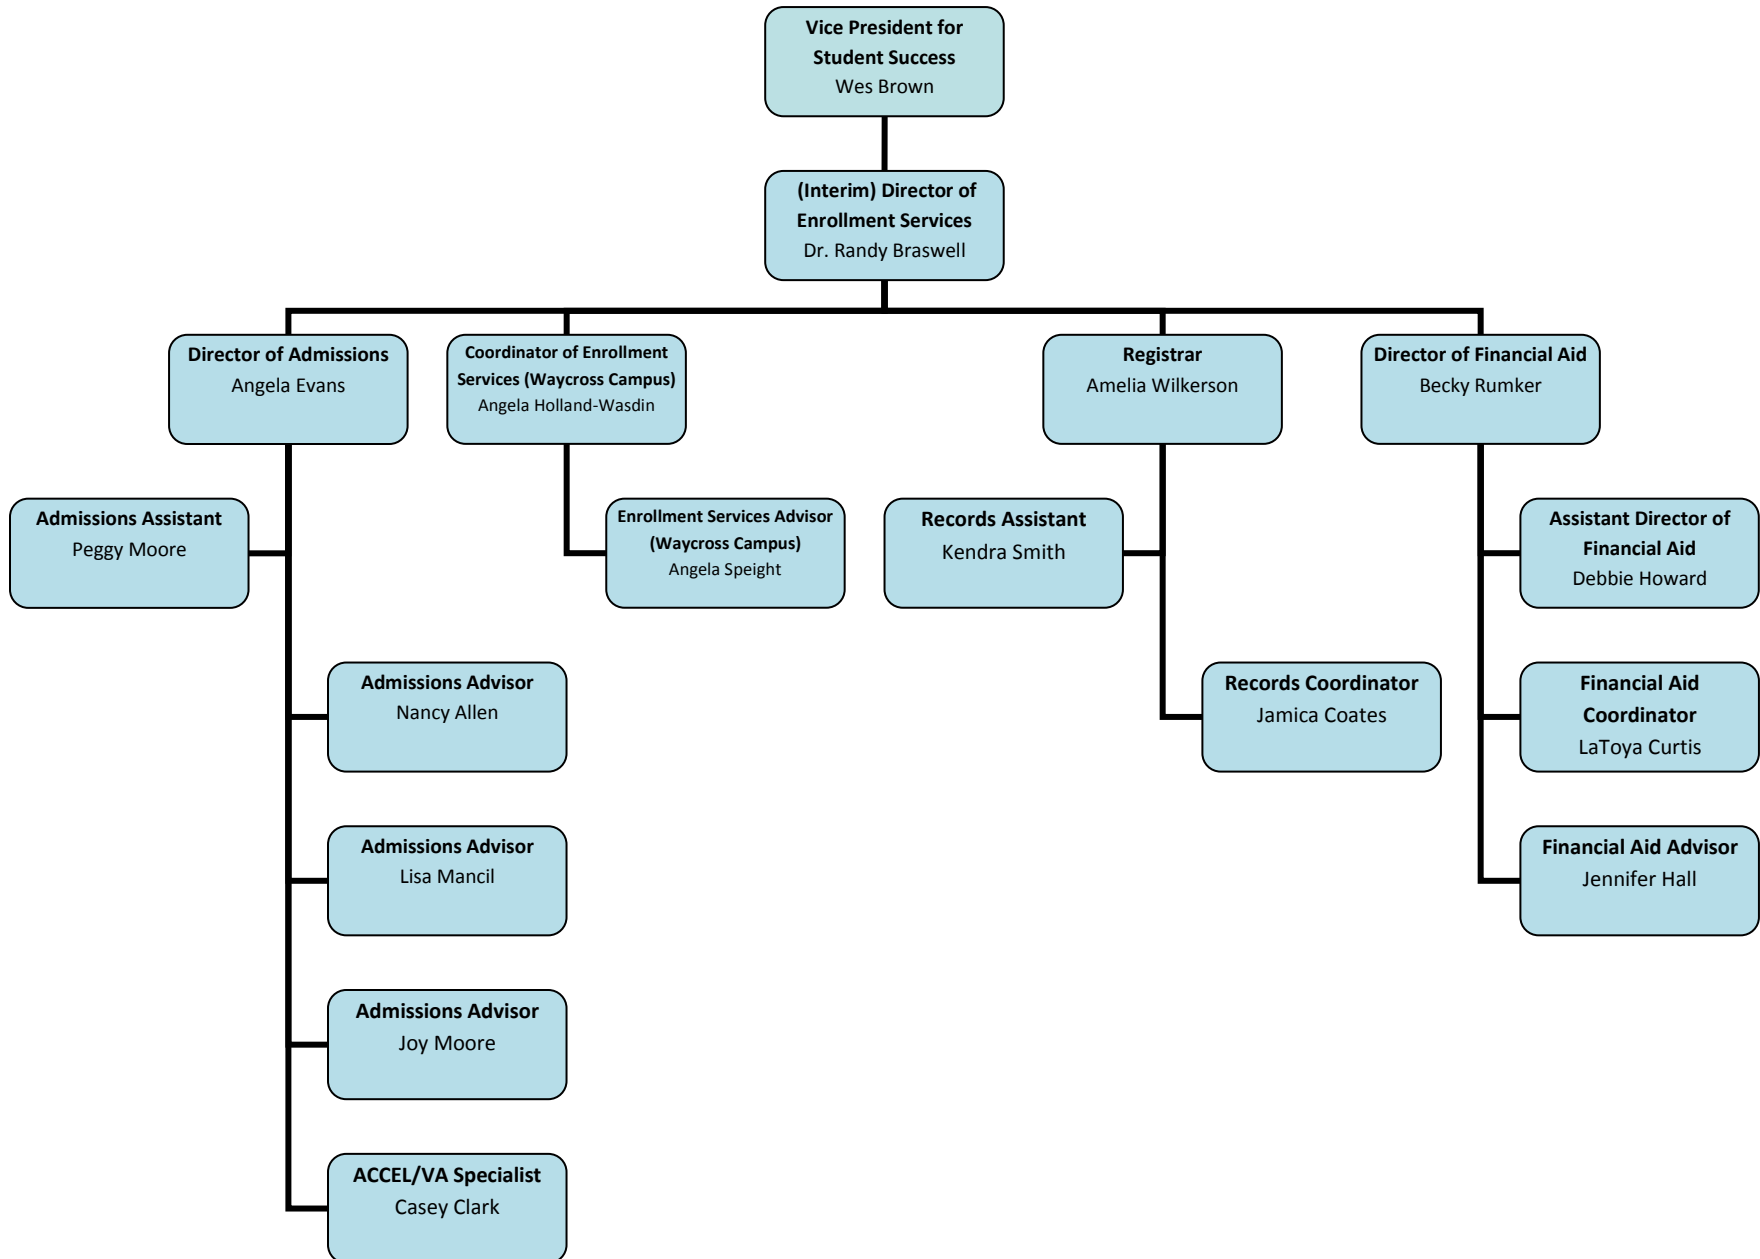 Vice President for
Student Success
Wes Brown
(Interim) Director of
Enrollment Services
Dr. Randy Braswell
Director of Admissions
Angela Evans
Coordinator of Enrollment
Services (Waycross Campus)
Angela Holland-Wasdin
Registrar
Amelia Wilkerson
Director of Financial Aid
Becky Rumker
Admissions Assistant
Peggy Moore
Enrollment Services Advisor
(Waycross Campus)
Angela Speight
Records Assistant
Kendra Smith
Assistant Director of
Financial Aid
Debbie Howard
Admissions Advisor
Nancy Allen
Records Coordinator
Jamica Coates
Financial Aid
Coordinator
LaToya Curtis
Admissions Advisor
Lisa Mancil
Financial Aid Advisor
Jennifer Hall
Admissions Advisor
Joy Moore
ACCEL/VA Specialist
Casey Clark